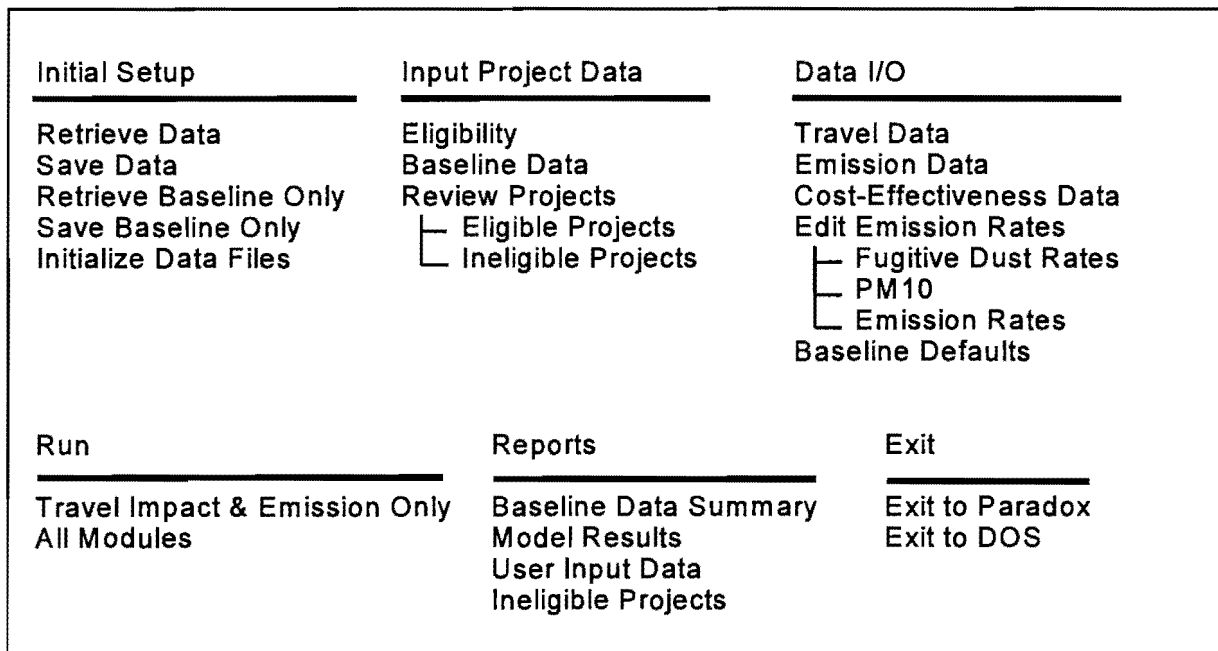 Initial Setup
Retrieve Data
Save Data
Retrieve Baseline Only
Save Baseline Only
Initialize Data Files
Input Project Data
Eligibility
Baseline Data
Review Projects
Eligible Projects
Ineligible Projects
Data I/O
Travel Data
Emission Data
Cost-Effectiveness Data
Edit Emission Rates
Fugitive Dust Rates
PM10
Emission Rates
Baseline Defaults
Run
Travel Impact & Emission Only
All Modules
Reports
Baseline Data Summary
Model Results
User Input Data
Ineligible Projects
Exit
Exit to Paradox
Exit to DOS